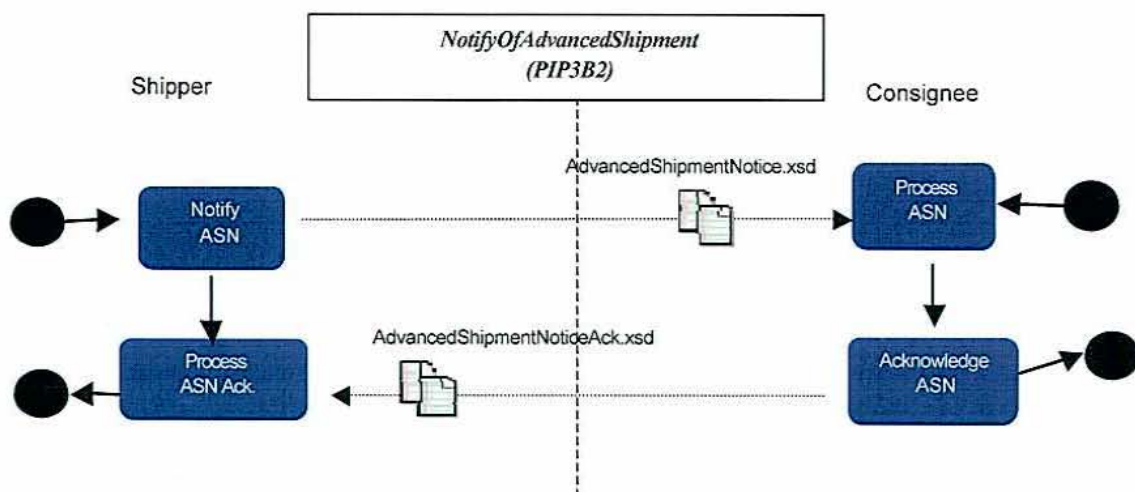 NotifyOfAdvancedShipment
(PIP3B2)
Shipper
Consignee
AdvancedShipmentNotice.xsd
Notify
ASN
Process
ASN
AdvancedShipmentNoticeAck.xsd
Process
ASN Ack.
Acknowledge
ASN